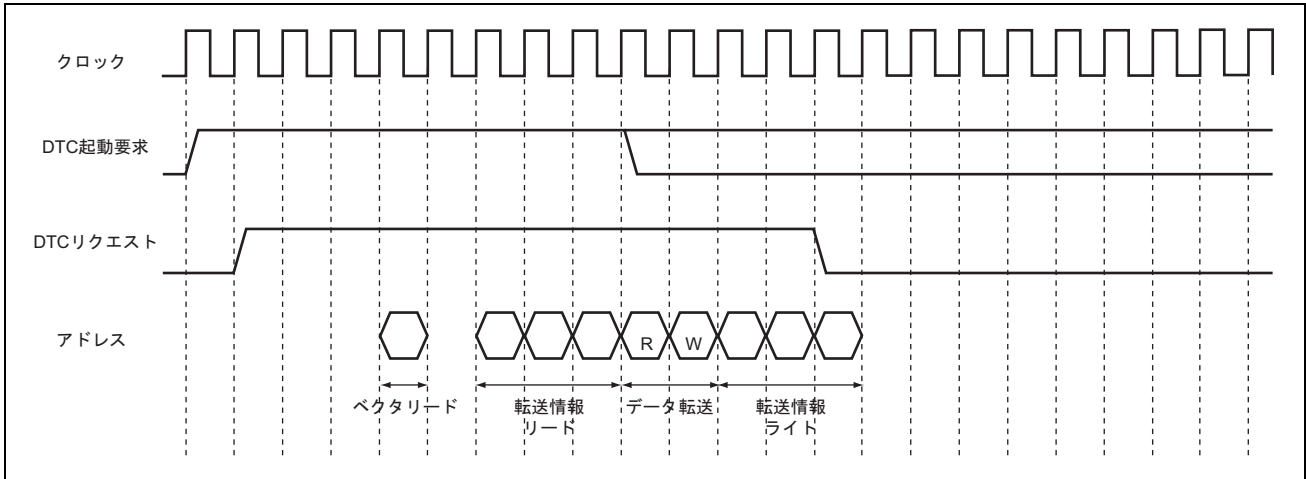 クロック
DTC起動要求
DTCリクエスト
アドレス
R
W
ベクタリード
転送情報
リード
データ転送
転送情報
ライト